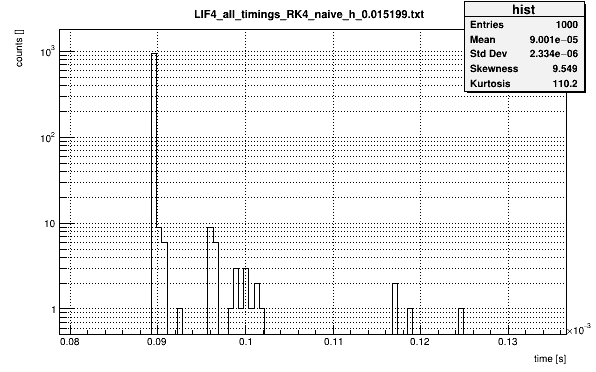 LIF4_all_timings_RK4_naive_h_0.015199.txt
hist
Entries 1000
Mean 9.001e−05
Std Dev 2.334e−06
Skewness 9.549
Kurtosis 110.2
counts []
10³
10²
10
1
0.08 0.09 0.1 0.11 0.12 0.13
×10⁻³
time [s]